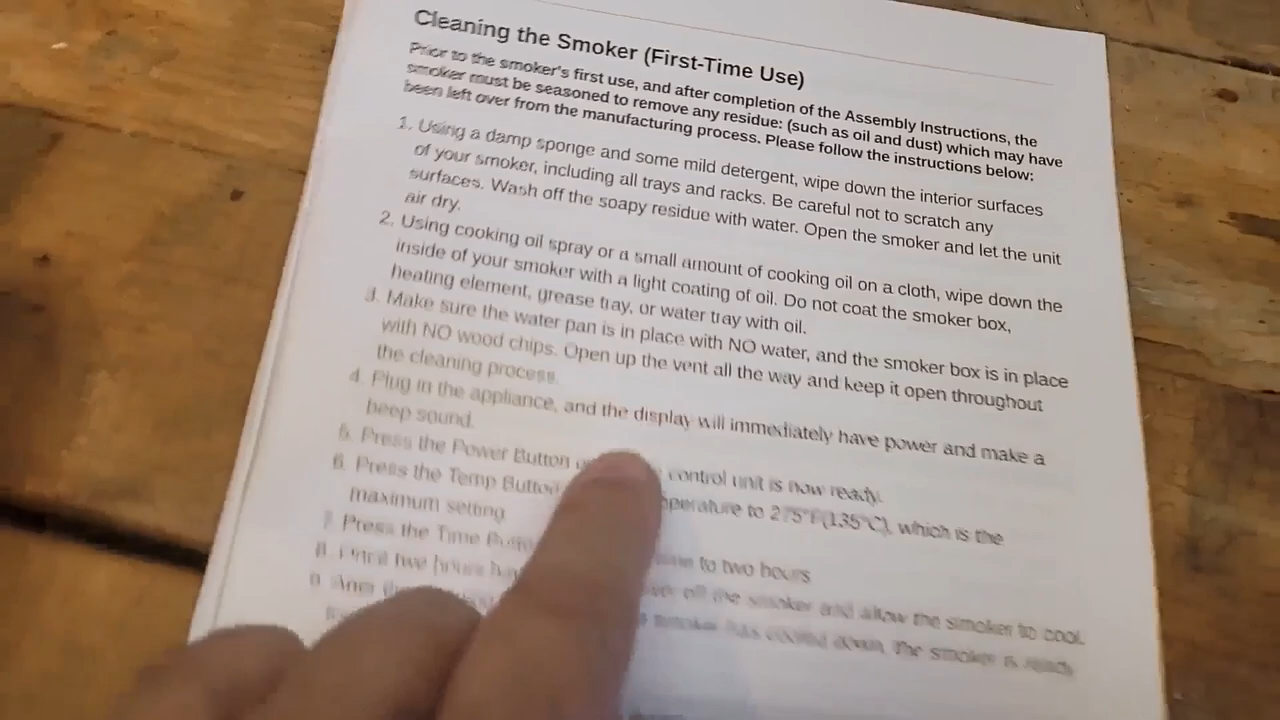 Cleaning the Smoker (First-Time Use)
Prior to the smoker's first use, and after completion of the Assembly Instructions, the
smoker must be seasoned to remove any residue: (such as oil and dust) which may have
been left over from the manufacturing process. Please follow the instructions below:
1. Using a damp sponge and some mild detergent, wipe down the interior surfaces
of your smoker, including all trays and racks. Be careful not to scratch any
surfaces. Wash off the soapy residue with water. Open the smoker and let the unit
air dry.
2. Using cooking oil spray or a small amount of cooking oil on a cloth, wipe down the
inside of your smoker with a light coating of oil. Do not coat the smoker box,
heating element, grease tray, or water tray with oil.
3. Make sure the water pan is in place with NO water, and the smoker box is in place
with NO wood chips. Open up the vent all the way and keep it open throughout
the cleaning process.
4. Plug in the appliance, and the display will immediately have power and make a
beep sound.
5. Press the Power Button control unit is now ready.
6. Press the Temp Button to 275°F(135°C), which is the
maximum setting
7. Press the Time to two hours
8. two hours off the smoker and allow the smoker to cool.
9. smoker has cooled down, The smoker is ready